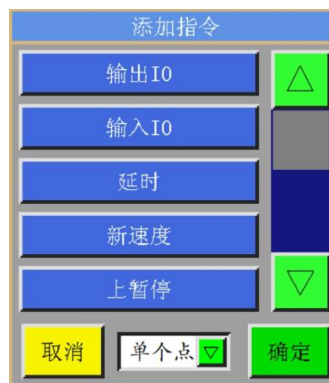 添加指令
输出IO
输入IO
延时
新速度
上暂停
取消 单个点 确定